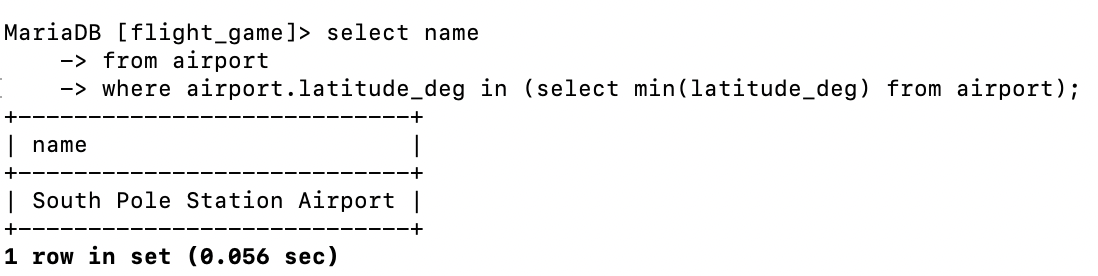 MariaDB [flight_game]> select name
    -> from airport
    -> where airport.latitude_deg in (select min(latitude_deg) from airport);
+----------------------------+
| name                       |
+----------------------------+
| South Pole Station Airport |
+----------------------------+
1 row in set (0.056 sec)